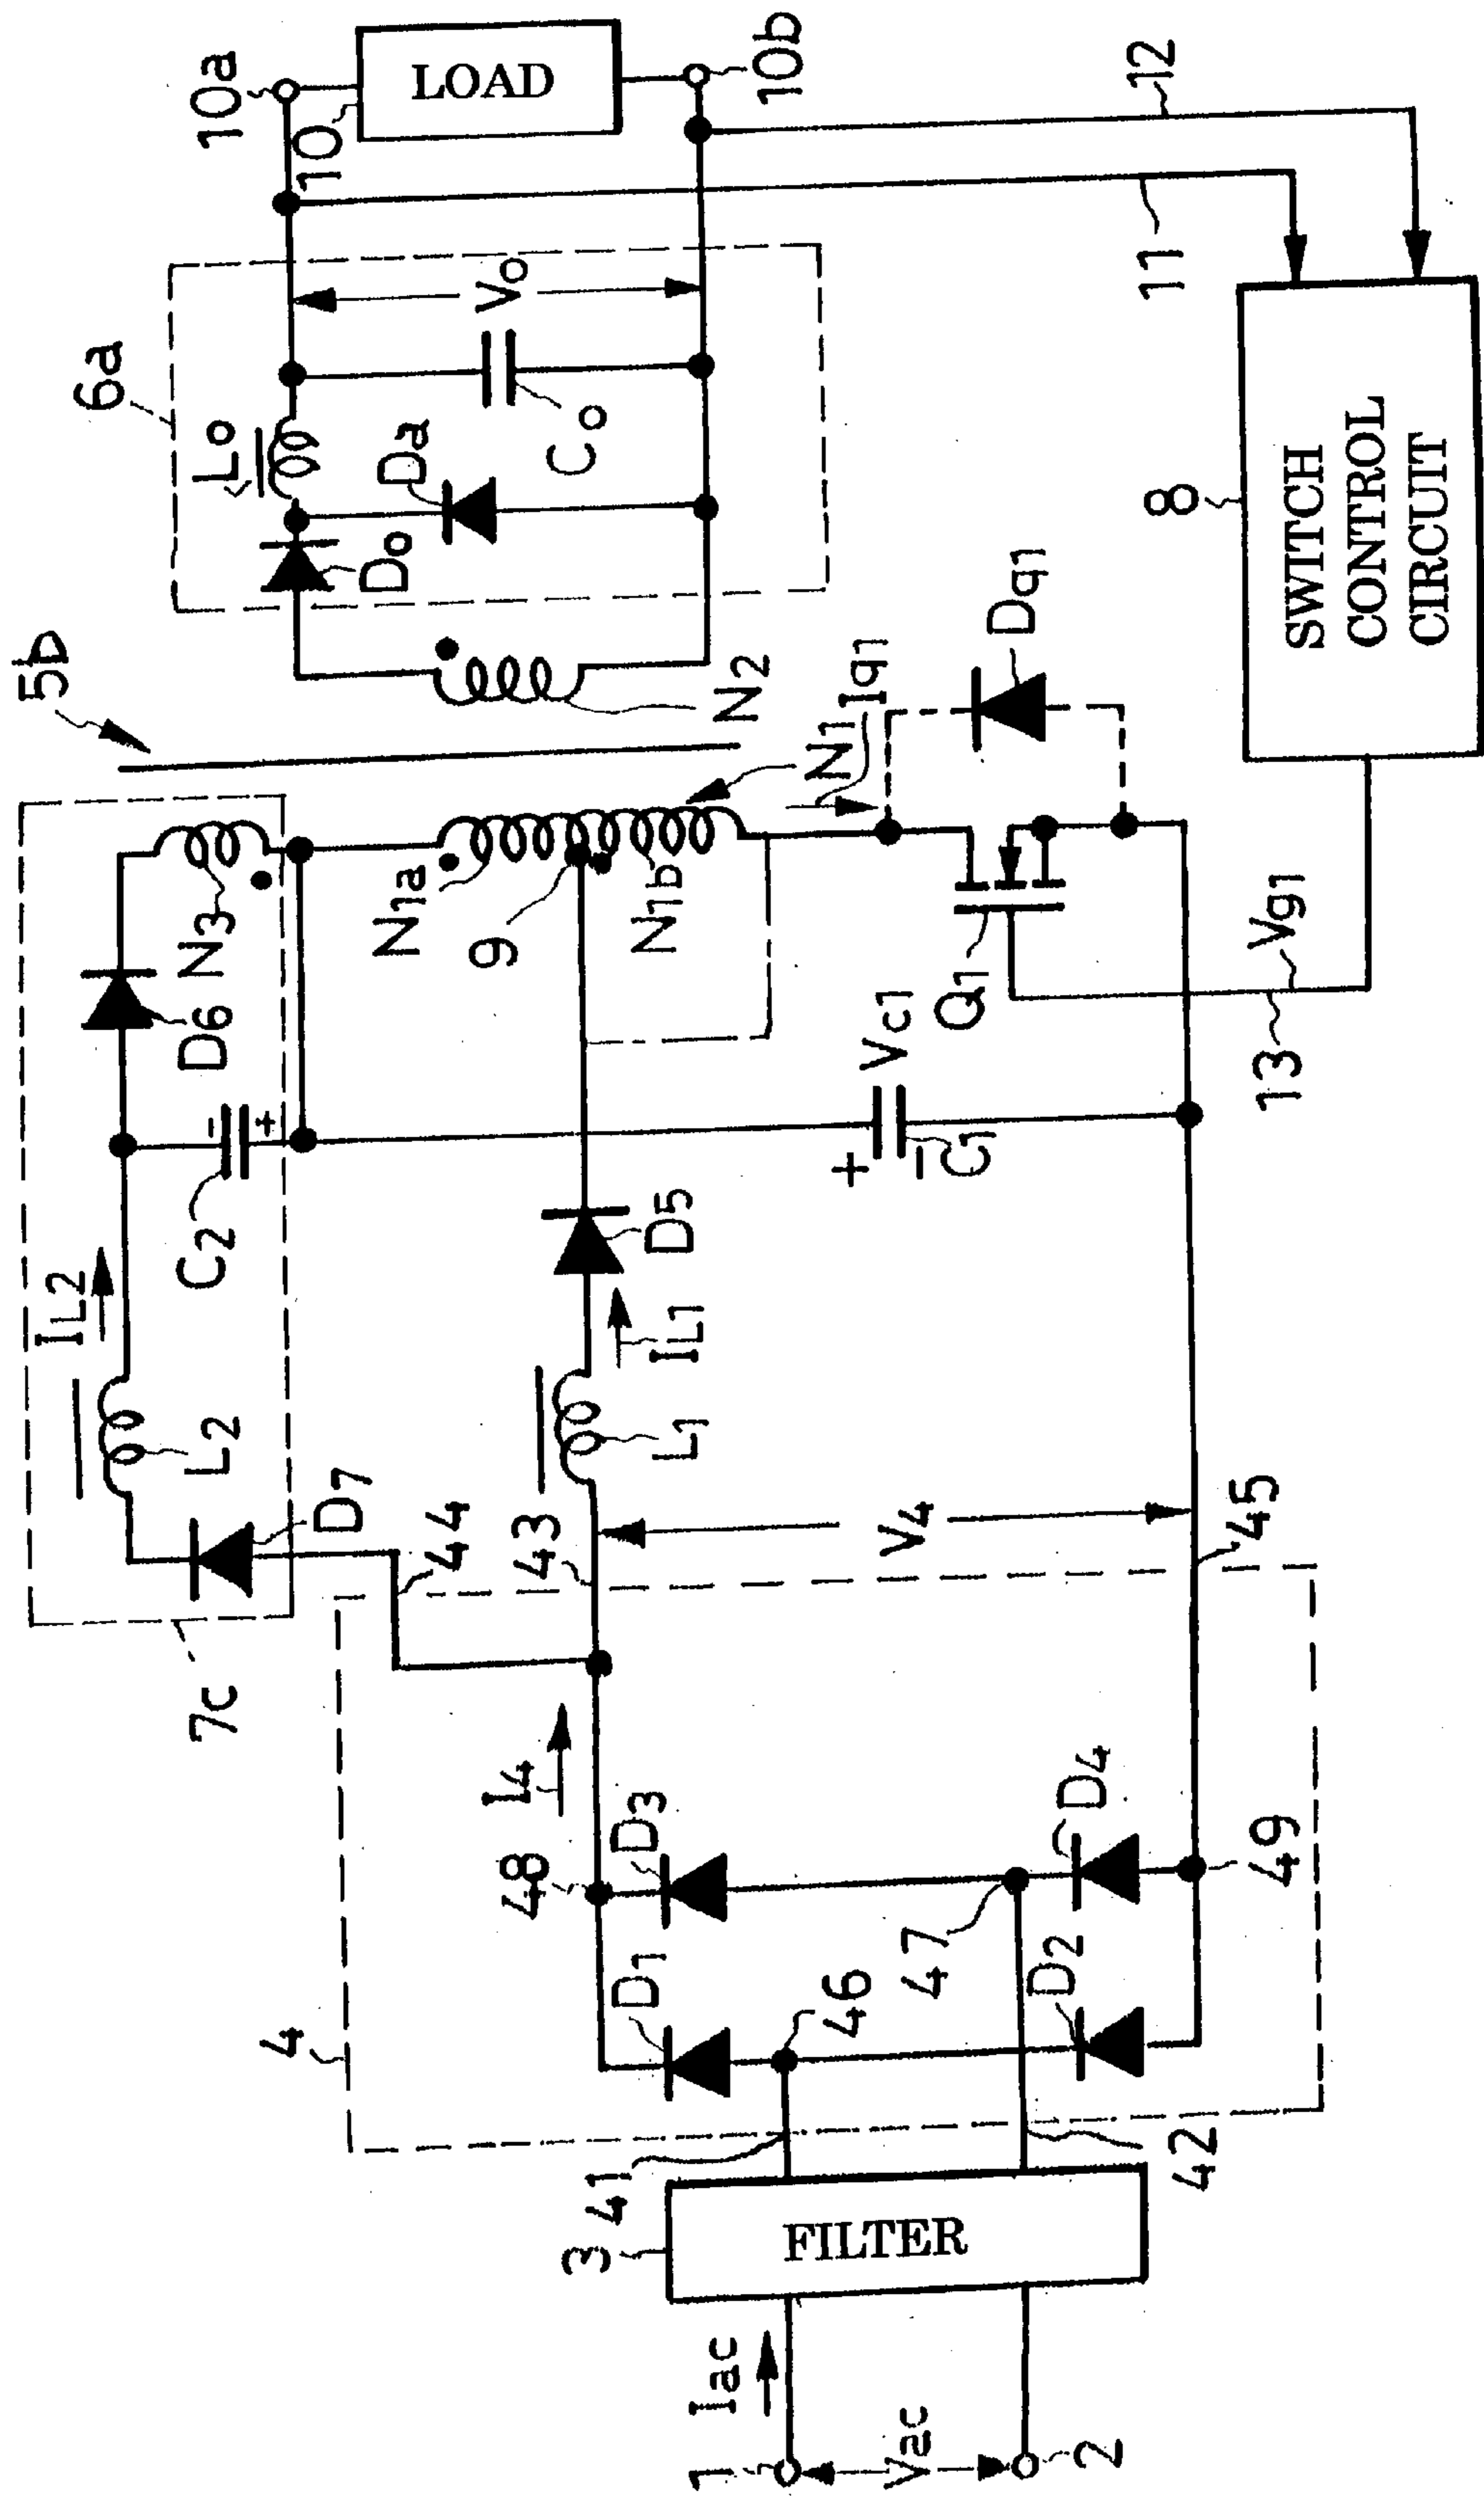 5b
6a
10a
10
LOAD
10b
Lo
Do
Da
Co
Vo
N2
N1
Iq1
Dq1
11
12
8
SWITCH
CONTROL
CIRCUIT
IL2
L2
C2
-
+
D6
N3
N1a
9
N1b
D7
7c
44
43
L1
IL1
D5
V4
45
+
-
C1
Vc1
Q1
Vg1
13
4
48
I4
D1
D3
46
47
D2
D4
49
3
41
FILTER
42
1
Iac
Vac
2